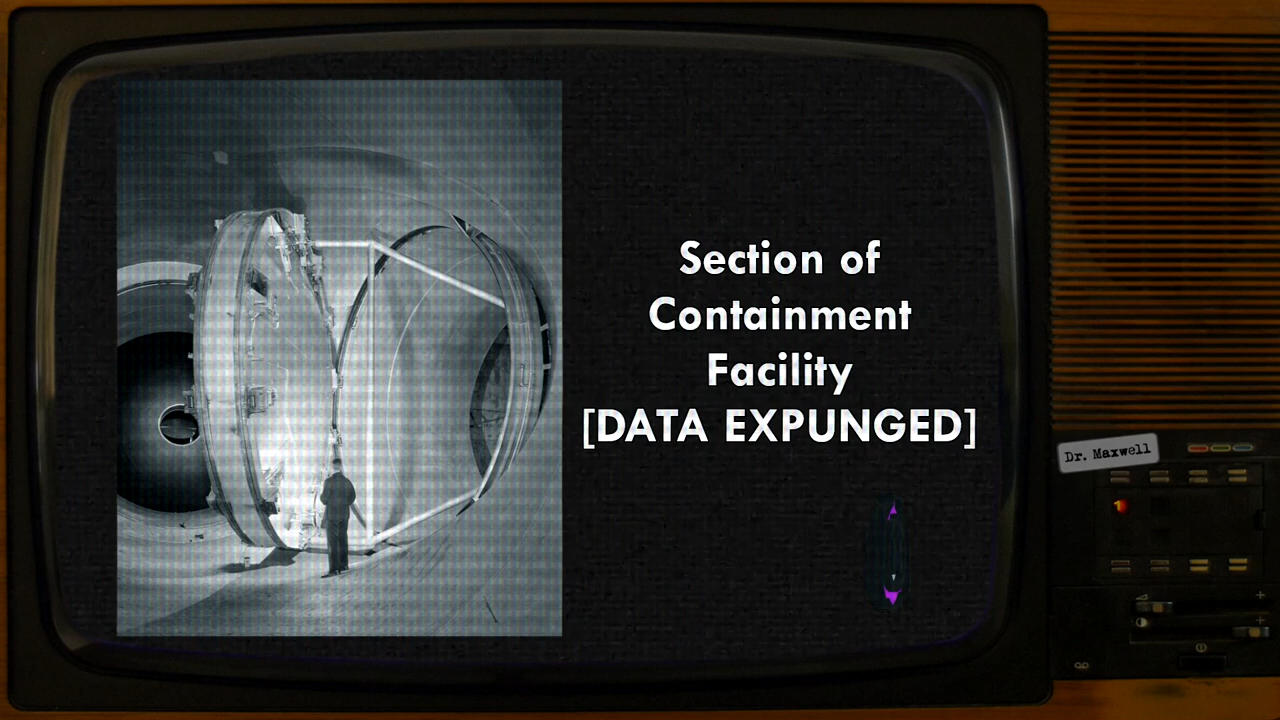 Section of
Containment
Facility
[DATA EXPUNGED]
Dr. Maxwell